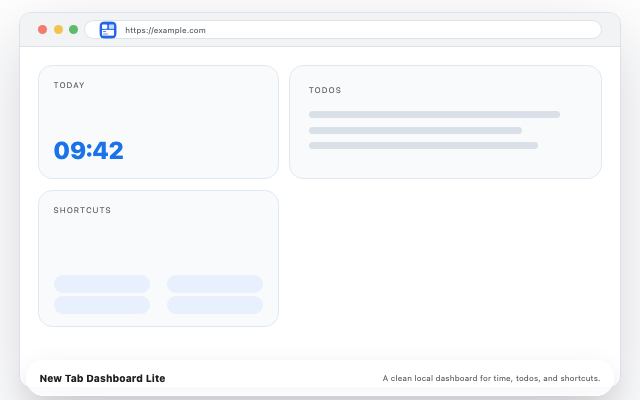 https://example.com
TODAY
09:42
TODOS
SHORTCUTS
New Tab Dashboard Lite
A clean local dashboard for time, todos, and shortcuts.